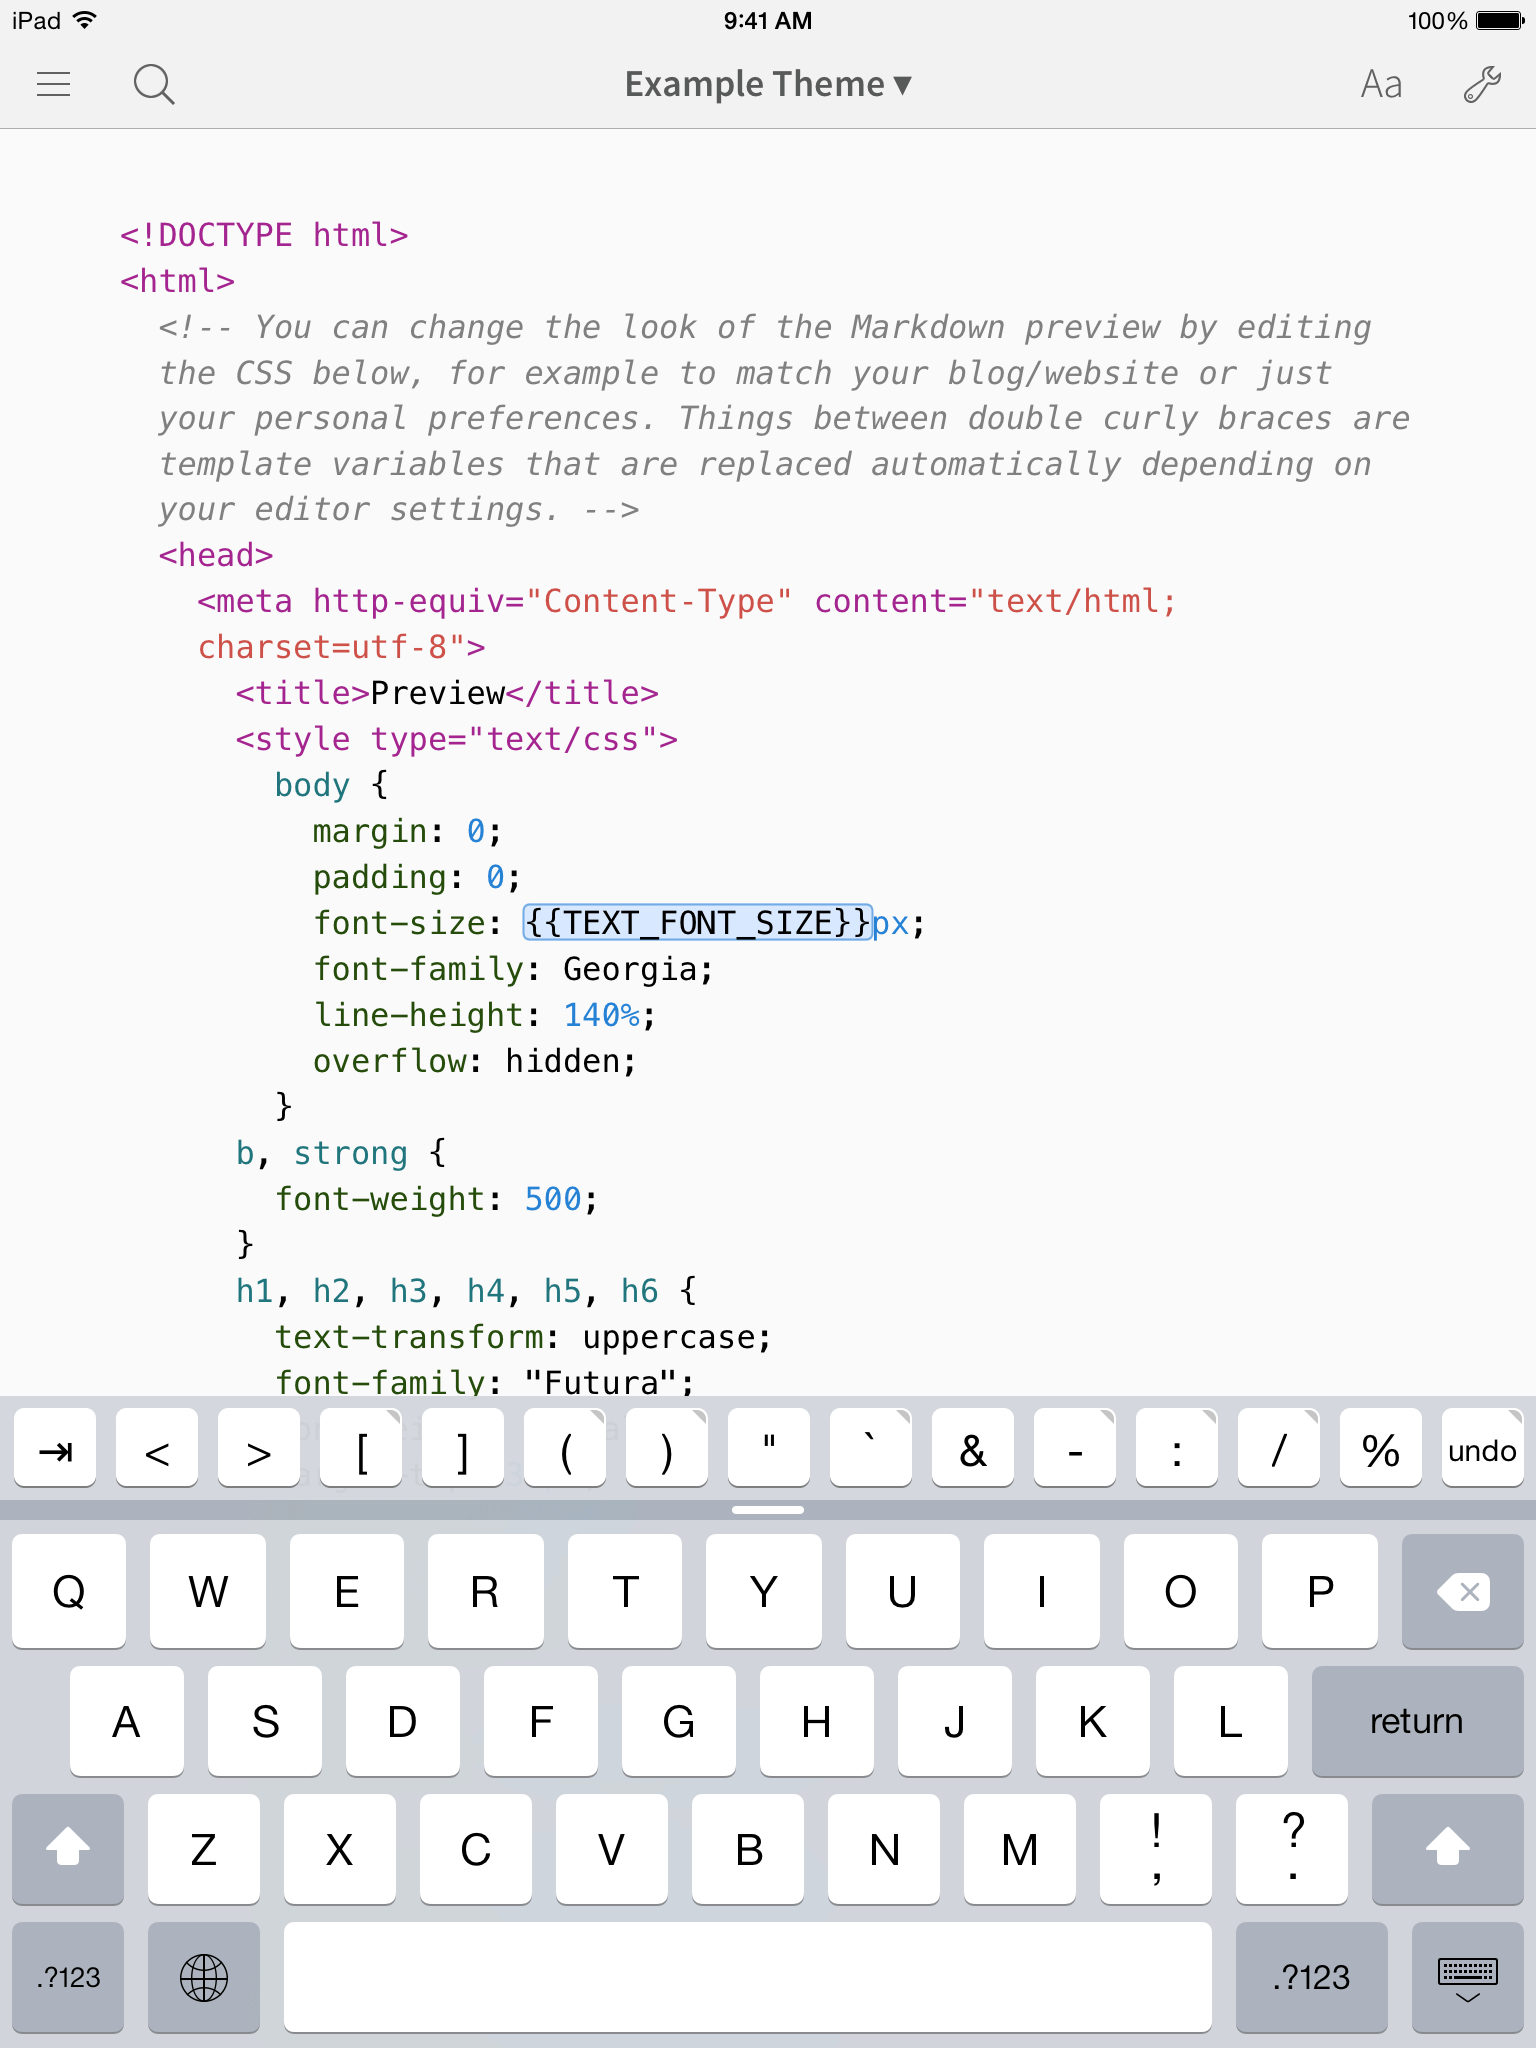 iPad 9:41 AM 100%
Example Theme ▾ Aa
<!DOCTYPE html>
<html>
<!-- You can change the look of the Markdown preview by editing
the CSS below, for example to match your blog/website or just
your personal preferences. Things between double curly braces are
template variables that are replaced automatically depending on
your editor settings. -->
<head>
<meta http-equiv="Content-Type" content="text/html;
charset=utf-8">
<title>Preview</title>
<style type="text/css">
body {
margin: 0;
padding: 0;
font-size: {{TEXT_FONT_SIZE}}px;
font-family: Georgia;
line-height: 140%;
overflow: hidden;
}
b, strong {
font-weight: 500;
}
h1, h2, h3, h4, h5, h6 {
text-transform: uppercase;
font-family: "Futura";
⇥ < > [ ] ( ) " ` & - : / % undo
Q W E R T Y U I O P
A S D F G H J K L return
Z X C V B N M ! , ? .
.?123 .?123